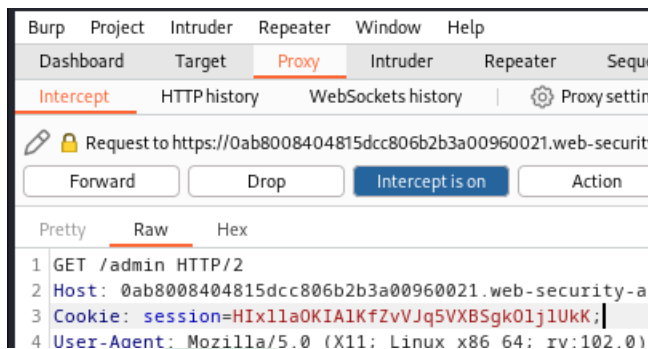 Burp Project Intruder Repeater Window Help
Dashboard Target Proxy Intruder Repeater Seque
Intercept HTTP history WebSockets history Proxy settin
Request to https://0ab8008404815dcc806b2b3a00960021.web-securit
Forward Drop Intercept is on Action
Pretty Raw Hex
1 GET /admin HTTP/2
2 Host: 0ab8008404815dcc806b2b3a00960021.web-security-a
3 Cookie: session=HIxllaOKIAlKfZvVJq5VXBSgkOljlUkK;
4 User-Agent: Mozilla/5.0 (X11; Linux x86_64; rv:102.0)